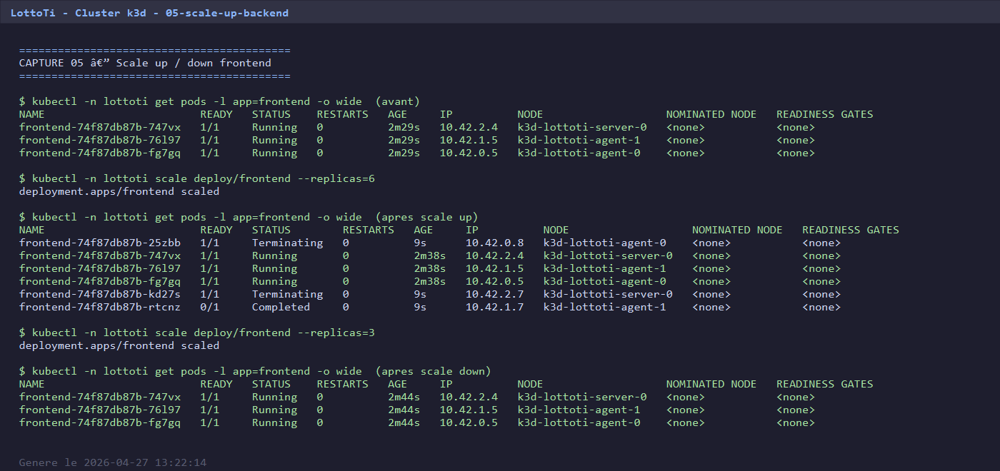 LottoTi - Cluster k3d - 05-scale-up-backend
==========================================
CAPTURE 05 â€” Scale up / down frontend
==========================================
$ kubectl -n lottoti get pods -l app=frontend -o wide  (avant)
NAME                        READY   STATUS    RESTARTS   AGE     IP          NODE                   NOMINATED NODE   READINESS GATES
frontend-74f87db87b-747vx   1/1     Running   0          2m29s   10.42.2.4   k3d-lottoti-server-0   <none>           <none>
frontend-74f87db87b-76l97   1/1     Running   0          2m29s   10.42.1.5   k3d-lottoti-agent-1    <none>           <none>
frontend-74f87db87b-fg7gq   1/1     Running   0          2m29s   10.42.0.5   k3d-lottoti-agent-0    <none>           <none>
$ kubectl -n lottoti scale deploy/frontend --replicas=6
deployment.apps/frontend scaled
$ kubectl -n lottoti get pods -l app=frontend -o wide  (apres scale up)
NAME                        READY   STATUS        RESTARTS   AGE     IP          NODE                   NOMINATED NODE   READINESS GATES
frontend-74f87db87b-25zbb   1/1     Terminating   0          9s      10.42.0.8   k3d-lottoti-agent-0    <none>           <none>
frontend-74f87db87b-747vx   1/1     Running       0          2m38s   10.42.2.4   k3d-lottoti-server-0   <none>           <none>
frontend-74f87db87b-76l97   1/1     Running       0          2m38s   10.42.1.5   k3d-lottoti-agent-1    <none>           <none>
frontend-74f87db87b-fg7gq   1/1     Running       0          2m38s   10.42.0.5   k3d-lottoti-agent-0    <none>           <none>
frontend-74f87db87b-kd27s   1/1     Terminating   0          9s      10.42.2.7   k3d-lottoti-server-0   <none>           <none>
frontend-74f87db87b-rtcnz   0/1     Completed     0          9s      10.42.1.7   k3d-lottoti-agent-1    <none>           <none>
$ kubectl -n lottoti scale deploy/frontend --replicas=3
deployment.apps/frontend scaled
$ kubectl -n lottoti get pods -l app=frontend -o wide  (apres scale down)
NAME                        READY   STATUS    RESTARTS   AGE     IP          NODE                   NOMINATED NODE   READINESS GATES
frontend-74f87db87b-747vx   1/1     Running   0          2m44s   10.42.2.4   k3d-lottoti-server-0   <none>           <none>
frontend-74f87db87b-76l97   1/1     Running   0          2m44s   10.42.1.5   k3d-lottoti-agent-1    <none>           <none>
frontend-74f87db87b-fg7gq   1/1     Running   0          2m44s   10.42.0.5   k3d-lottoti-agent-0    <none>           <none>
Genere le 2026-04-27 13:22:14